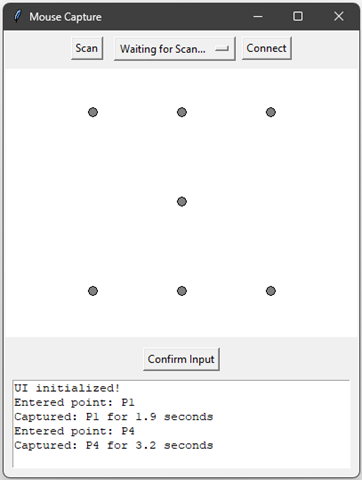 Mouse Capture
Scan Waiting for Scan... Connect
Confirm Input
UI initialized!
Entered point: P1
Captured: P1 for 1.9 seconds
Entered point: P4
Captured: P4 for 3.2 seconds